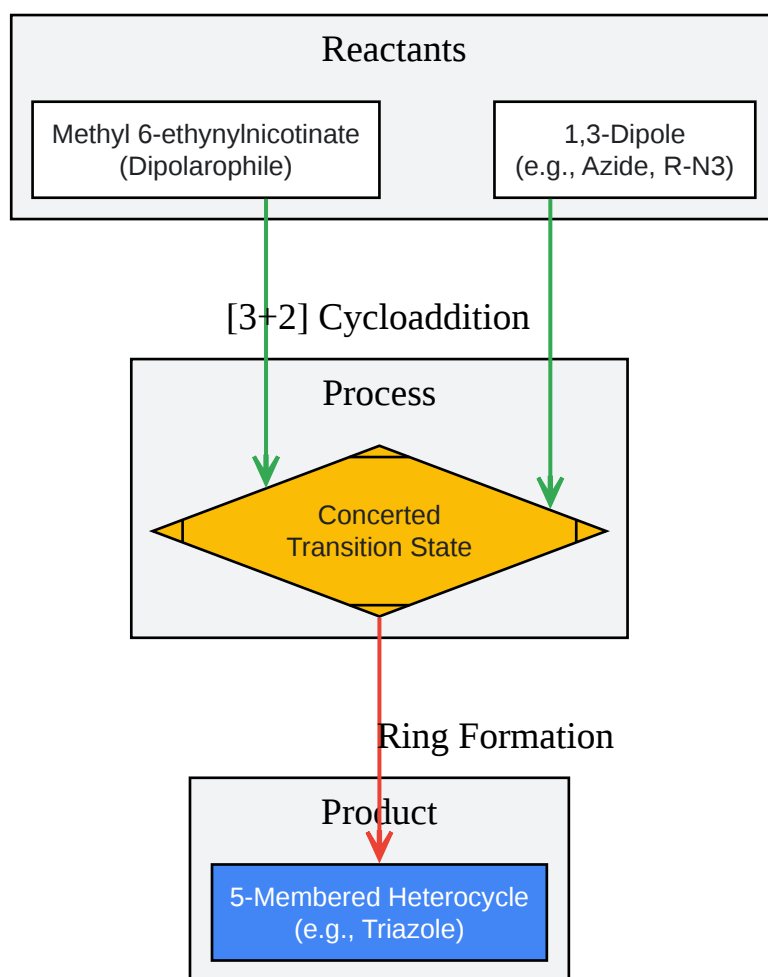 Reactants
Methyl 6-ethynylnicotinate
(Dipolarophile)
1,3-Dipole
(e.g., Azide, R-N3)
[3+2] Cycloaddition
Process
Concerted
Transition State
Ring Formation
Product
5-Membered Heterocycle
(e.g., Triazole)